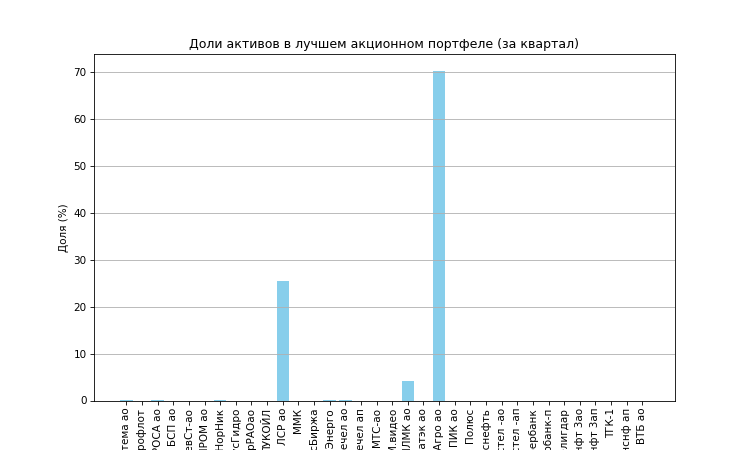 Доли активов в лучшем акционном портфеле (за квартал)
Доля (%)
70
60
50
40
30
20
10
0
тема ао
рофлот
РОСА ао
БСП ао
евСт-ао
ПРОМ ао
НорНик
сГидро
рРАОао
ЛУКОЙЛ
ЛСР ао
ММК
сБиржа
Энерго
ечел ао
ечел ап
МТС-ао
М.видео
ЛМК ао
атэк ао
Агро ао
ПИК ао
Полюс
снефть
стел -ао
стел -ап
ербанк
рбанк-п
лигдар
нфт 3ао
нфт 3ап
ТГК-1
нснф ап
ВТБ ао